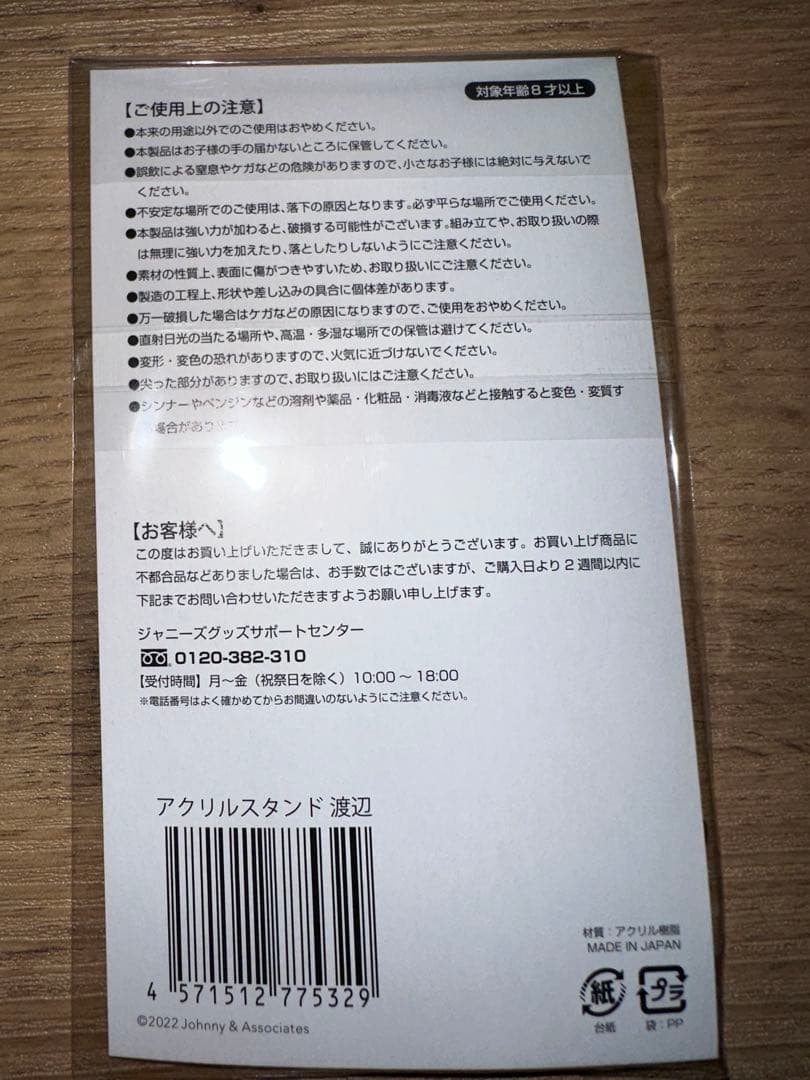 対象年齢8才以上
【ご使用上の注意】
●本来の用途以外でのご使用はおやめください。
●本製品はお子様の手の届かないところに保管してください。
●誤飲による窒息やケガなどの危険がありますので、小さなお子様には絶対に与えないで
ください。
●不安定な場所でのご使用は、落下の原因となります。必ず平らな場所でご使用ください。
●本製品は強い力が加わると、破損する可能性がございます。組み立てや、お取り扱いの際
は無理に強い力を加えたり、落としたりしないようにご注意ください。
●素材の性質上、表面に傷がつきやすいため、お取り扱いにご注意ください。
●製造の工程上、形状や差し込みの具合に個体差があります。
●万一破損した場合はケガなどの原因になりますので、ご使用をおやめください。
●直射日光の当たる場所や、高温・多湿な場所での保管は避けてください。
●変形・変色の恐れがありますので、火気に近づけないでください。
●尖った部分がありますので、お取り扱いにはご注意ください。
●シンナーやベンジンなどの溶剤や薬品・化粧品・消毒液などと接触すると変色・変質す
場合があり
【お客様へ】
この度はお買い上げいただきまして、誠にありがとうございます。お買い上げ商品に
不都合品などありました場合は、お手数ではございますが、ご購入日より2週間以内に
下記までお問い合わせいただきますようお願い申し上げます。
ジャニーズグッズサポートセンター
0120-382-310
【受付時間】月～金（祝祭日を除く）10:00～18:00
※電話番号はよく確かめてからお間違いのないようにご注意ください。
アクリルスタンド 渡辺
4 571512 775329
©2022 Johnny & Associates
材質：アクリル樹脂
MADE IN JAPAN
紙 プラ
台紙 袋：PP